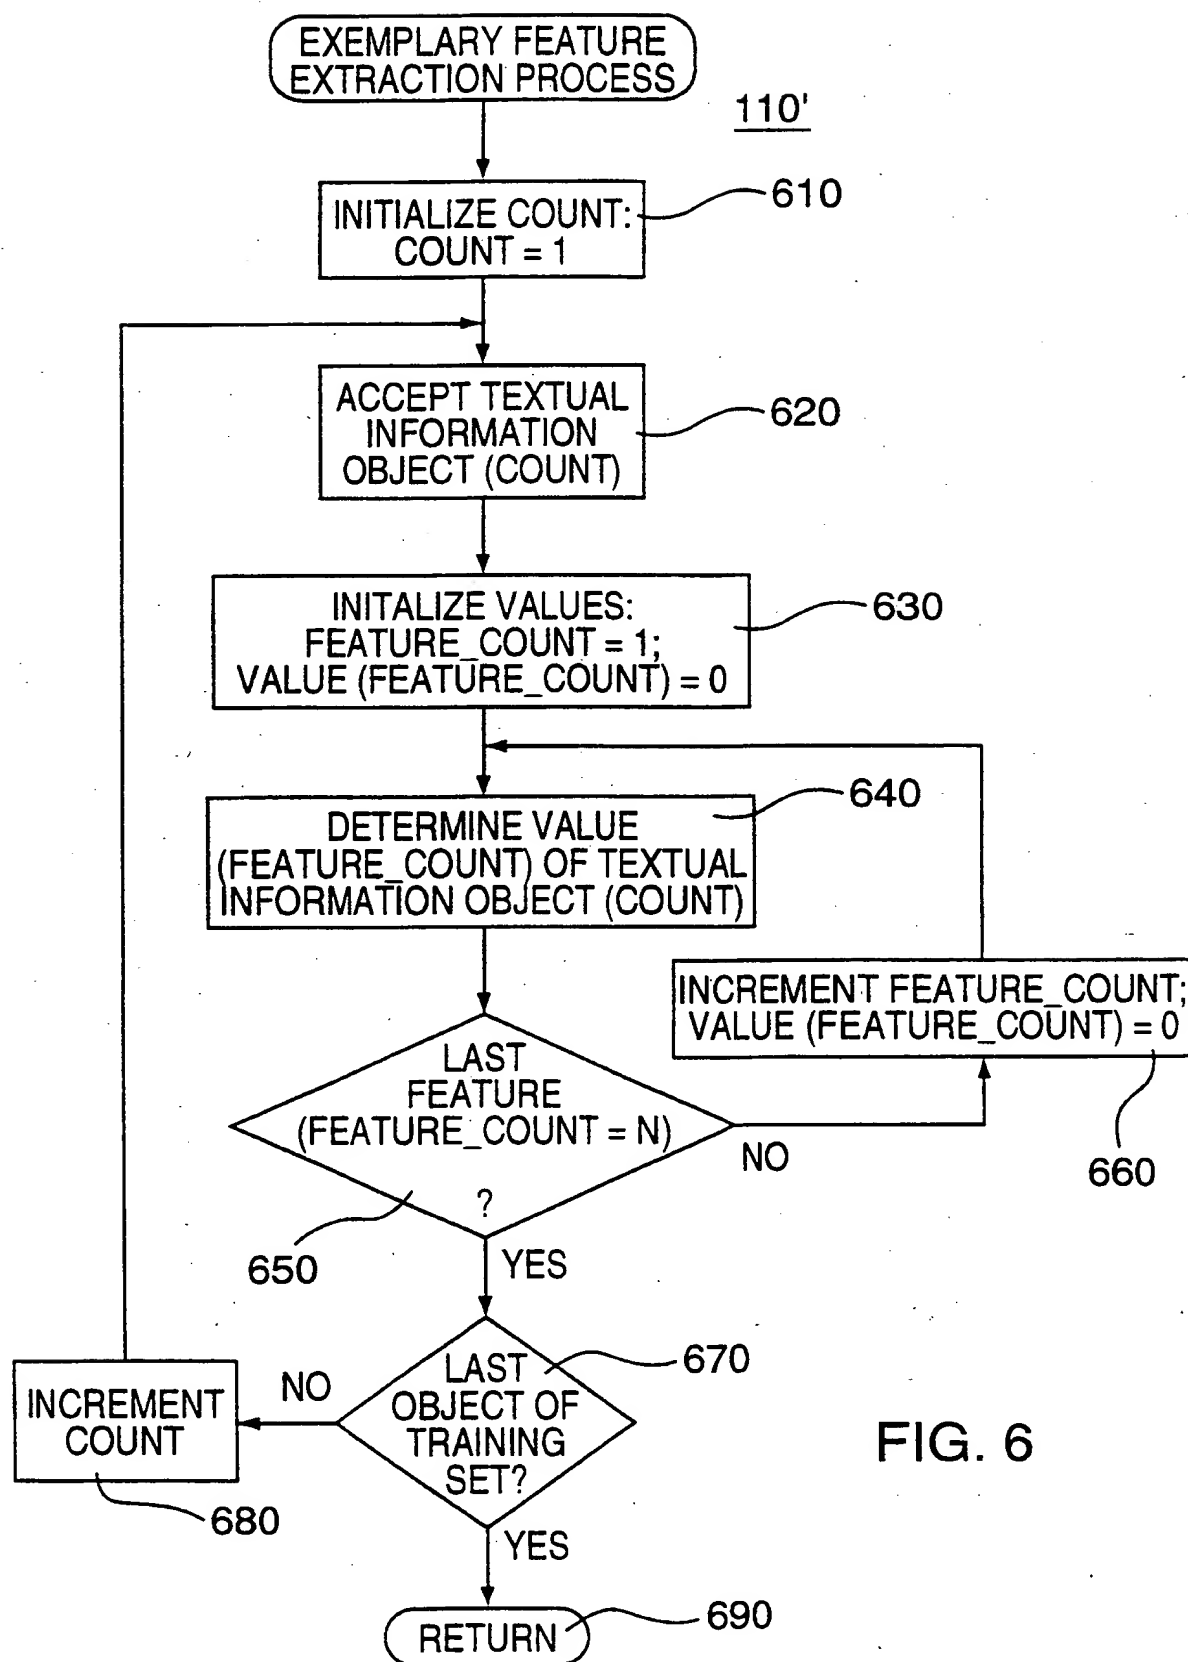 EXEMPLARY FEATURE
EXTRACTION PROCESS
110'
INITIALIZE COUNT:
COUNT = 1
610
ACCEPT TEXTUAL
INFORMATION
OBJECT (COUNT)
620
INITALIZE VALUES:
FEATURE_COUNT = 1;
VALUE (FEATURE_COUNT) = 0
630
DETERMINE VALUE
(FEATURE_COUNT) OF TEXTUAL
INFORMATION OBJECT (COUNT)
640
INCREMENT FEATURE_COUNT;
VALUE (FEATURE_COUNT) = 0
660
LAST
FEATURE
(FEATURE_COUNT = N)
?
NO
650
YES
LAST
OBJECT OF
TRAINING
SET?
670
NO
INCREMENT
COUNT
680
YES
RETURN
690
FIG. 6